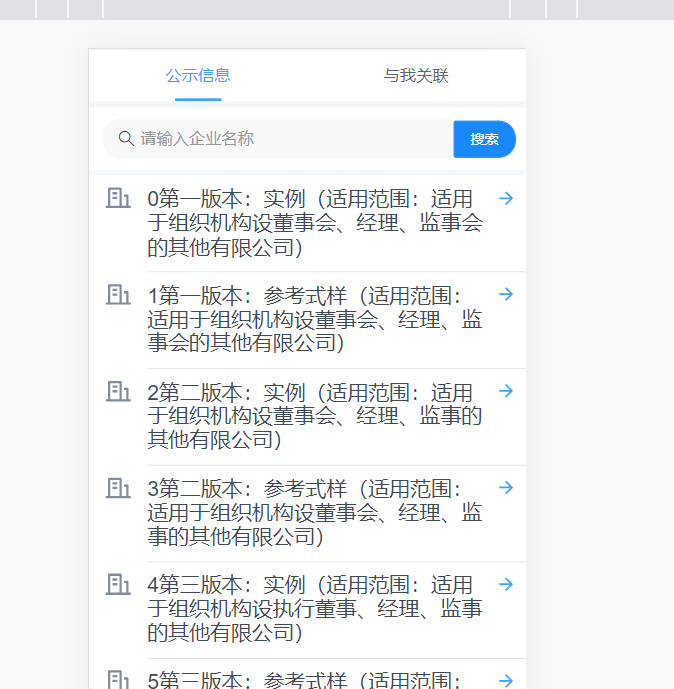 公示信息
与我关联
请输入企业名称
搜索
0第一版本：实例（适用范围：适用
于组织机构设董事会、经理、监事会
的其他有限公司）
1第一版本：参考式样（适用范围：
适用于组织机构设董事会、经理、监
事会的其他有限公司）
2第二版本：实例（适用范围：适用
于组织机构设董事会、经理、监事的
其他有限公司）
3第二版本：参考式样（适用范围：
适用于组织机构设董事会、经理、监
事的其他有限公司）
4第三版本：实例（适用范围：适用
于组织机构设执行董事、经理、监事
的其他有限公司）
5第三版本：参考式样（适用范围：